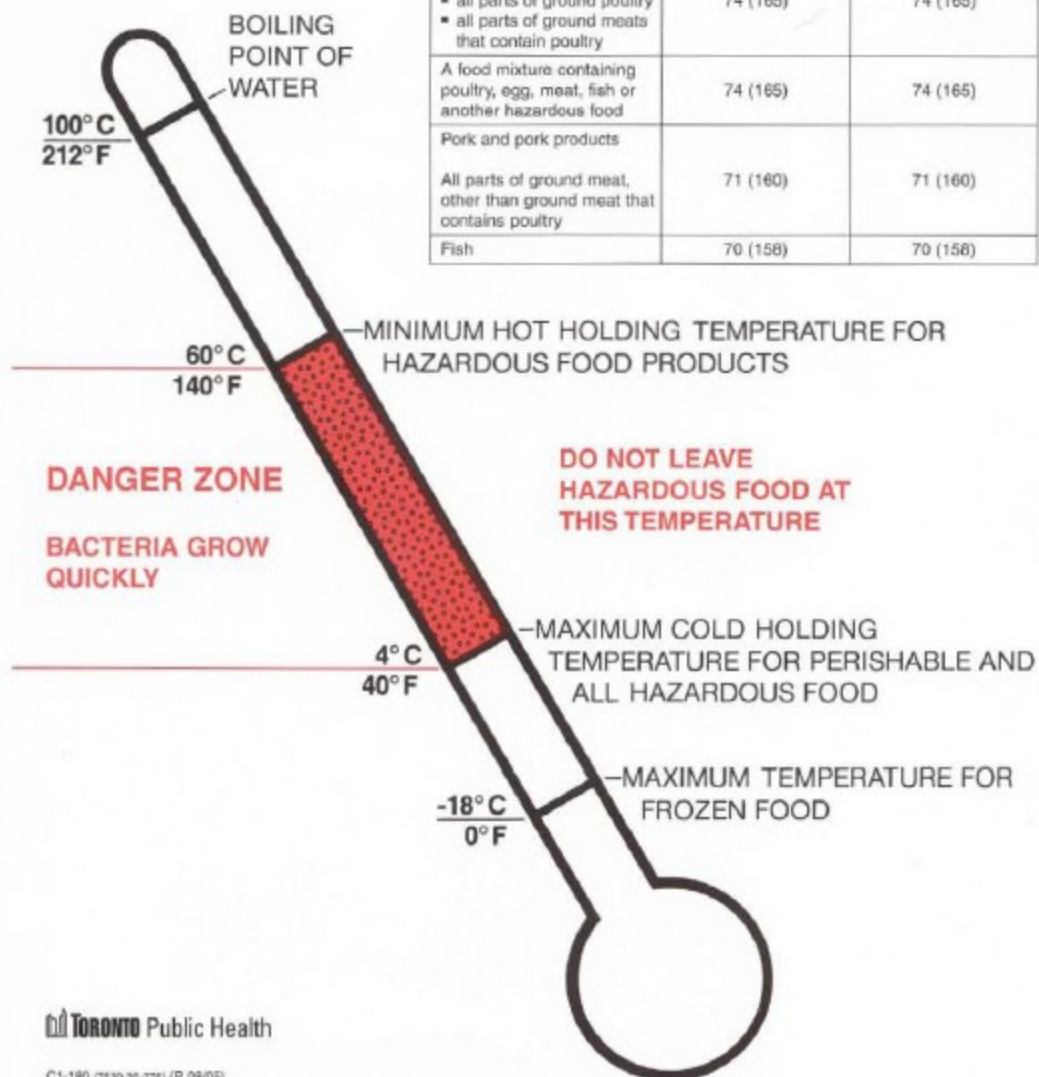 ▪ all parts of ground poultry
▪ all parts of ground meats
that contain poultry
74 (165)
74 (165)
A food mixture containing
poultry, egg, meat, fish or
another hazardous food
74 (165)
74 (165)
Pork and pork products
All parts of ground meat,
other than ground meat that
contains poultry
71 (160)
71 (160)
Fish
70 (158)
70 (158)
BOILING
POINT OF
WATER
100° C
212° F
MINIMUM HOT HOLDING TEMPERATURE FOR
HAZARDOUS FOOD PRODUCTS
60° C
140° F
DANGER ZONE
BACTERIA GROW
QUICKLY
DO NOT LEAVE
HAZARDOUS FOOD AT
THIS TEMPERATURE
4° C
40° F
MAXIMUM COLD HOLDING
TEMPERATURE FOR PERISHABLE AND
ALL HAZARDOUS FOOD
-18° C
0° F
MAXIMUM TEMPERATURE FOR
FROZEN FOOD
TORONTO Public Health